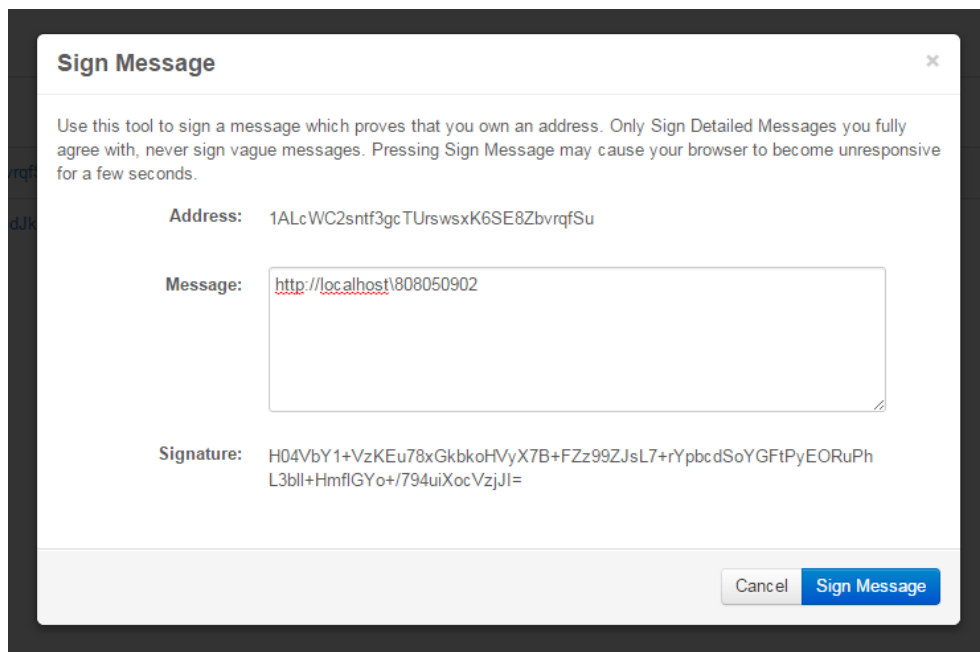 Sign Message ×
Use this tool to sign a message which proves that you own an address. Only Sign Detailed Messages you fully
agree with, never sign vague messages. Pressing Sign Message may cause your browser to become unresponsive
for a few seconds.
Address: 1ALcWC2sntf3gcTUrswsxK6SE8ZbvrqfSu
Message: http://localhost\808050902
Signature: H04VbY1+VzKEu78xGkbkoHVyX7B+FZz99ZJsL7+rYpbcdSoYGFtPyEORuPh
L3bll+HmflGYo+/794uiXocVzjJI=
Cancel Sign Message